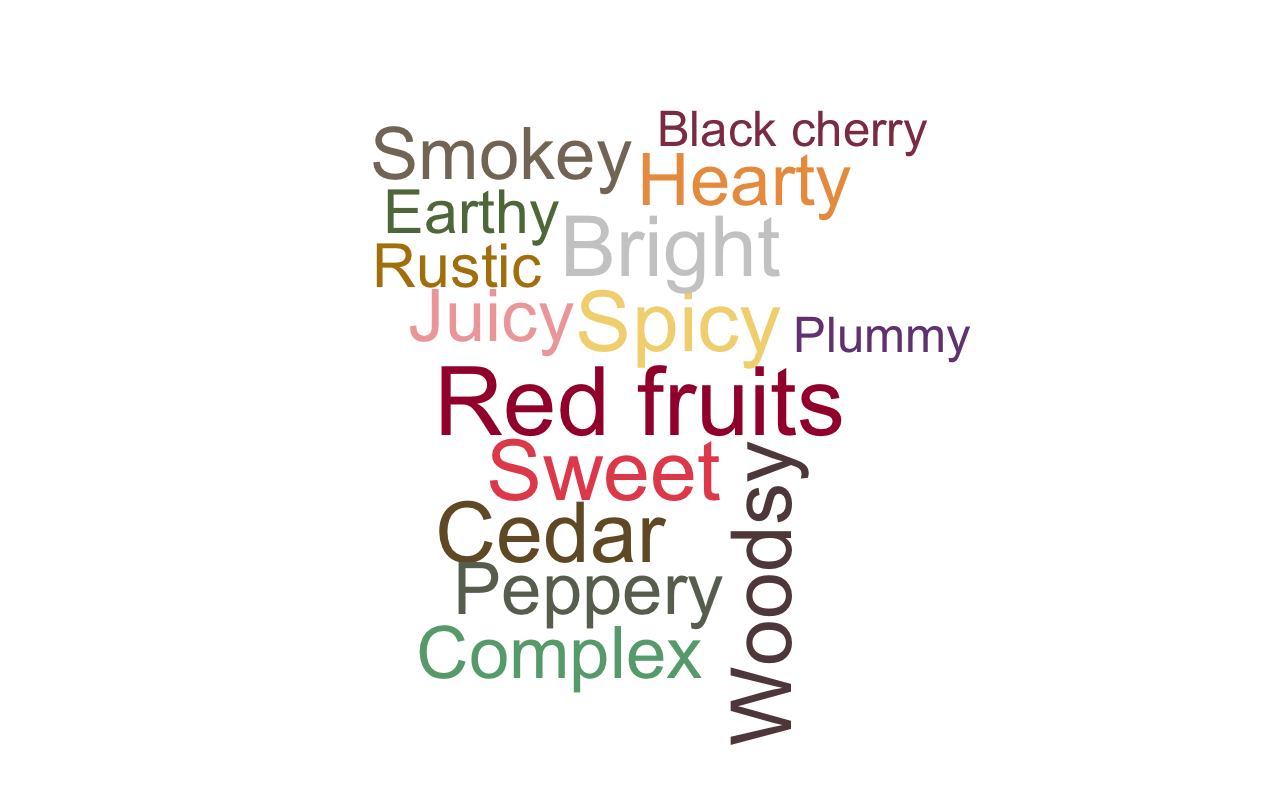 Black cherry
Smokey
Hearty
Earthy
Bright
Rustic
Juicy
Spicy
Plummy
Red fruits
Sweet
Woodsy
Cedar
Peppery
Complex